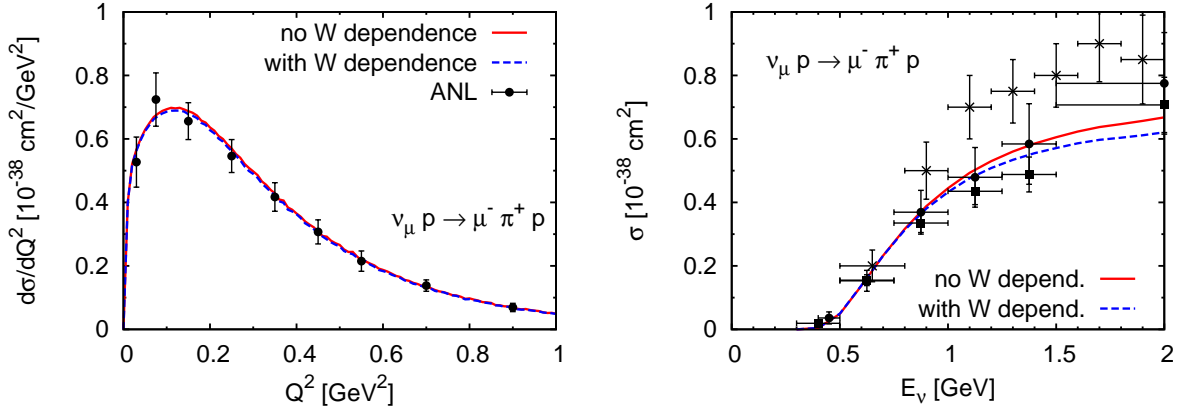 dσ/dQ² [10⁻³⁸ cm²/GeV²]
1
0.8
0.6
0.4
0.2
0
no W dependence
with W dependence
ANL
ν_μ p → μ⁻ π⁺ p
0 0.2 0.4 0.6 0.8 1
Q² [GeV²]
σ [10⁻³⁸ cm²]
1
0.8
0.6
0.4
0.2
0
ν_μ p → μ⁻ π⁺ p
no W depend.
with W depend.
0 0.5 1 1.5 2
E_ν [GeV]